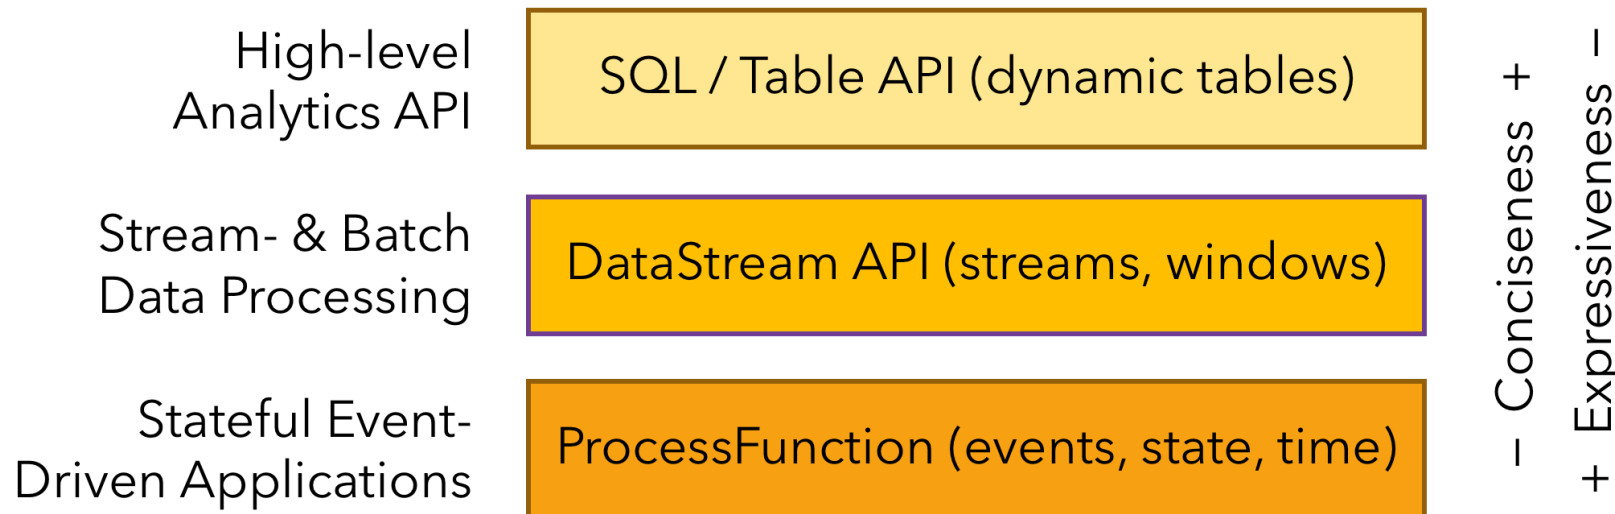 High-level
Analytics API
SQL / Table API (dynamic tables)
Stream- & Batch
Data Processing
DataStream API (streams, windows)
Stateful Event-
Driven Applications
ProcessFunction (events, state, time)
– Conciseness +
+ Expressiveness –